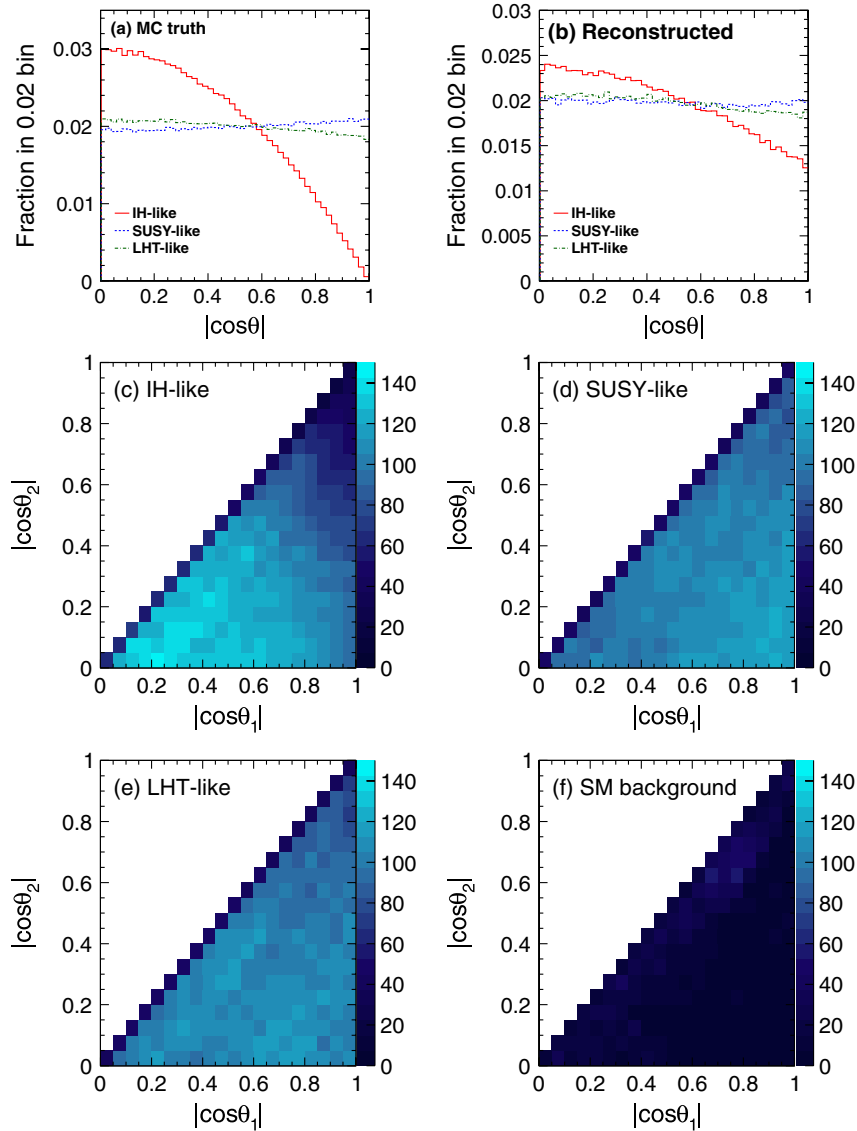 (a) MC truth
Fraction in 0.02 bin
0.03
0.02
0.01
0
IH-like
SUSY-like
LHT-like
0 0.2 0.4 0.6 0.8 1
|cosθ|
(b) Reconstructed
Fraction in 0.02 bin
0.03
0.025
0.02
0.015
0.01
0.005
0
IH-like
SUSY-like
LHT-like
0 0.2 0.4 0.6 0.8 1
|cosθ|
(c) IH-like
|cosθ₂|
1
0.8
0.6
0.4
0.2
0
0 0.2 0.4 0.6 0.8 1
|cosθ₁|
140
120
100
80
60
40
20
0
(d) SUSY-like
|cosθ₂|
1
0.8
0.6
0.4
0.2
0
0 0.2 0.4 0.6 0.8 1
|cosθ₁|
140
120
100
80
60
40
20
0
(e) LHT-like
|cosθ₂|
1
0.8
0.6
0.4
0.2
0
0 0.2 0.4 0.6 0.8 1
|cosθ₁|
140
120
100
80
60
40
20
0
(f) SM background
|cosθ₂|
1
0.8
0.6
0.4
0.2
0
0 0.2 0.4 0.6 0.8 1
|cosθ₁|
140
120
100
80
60
40
20
0